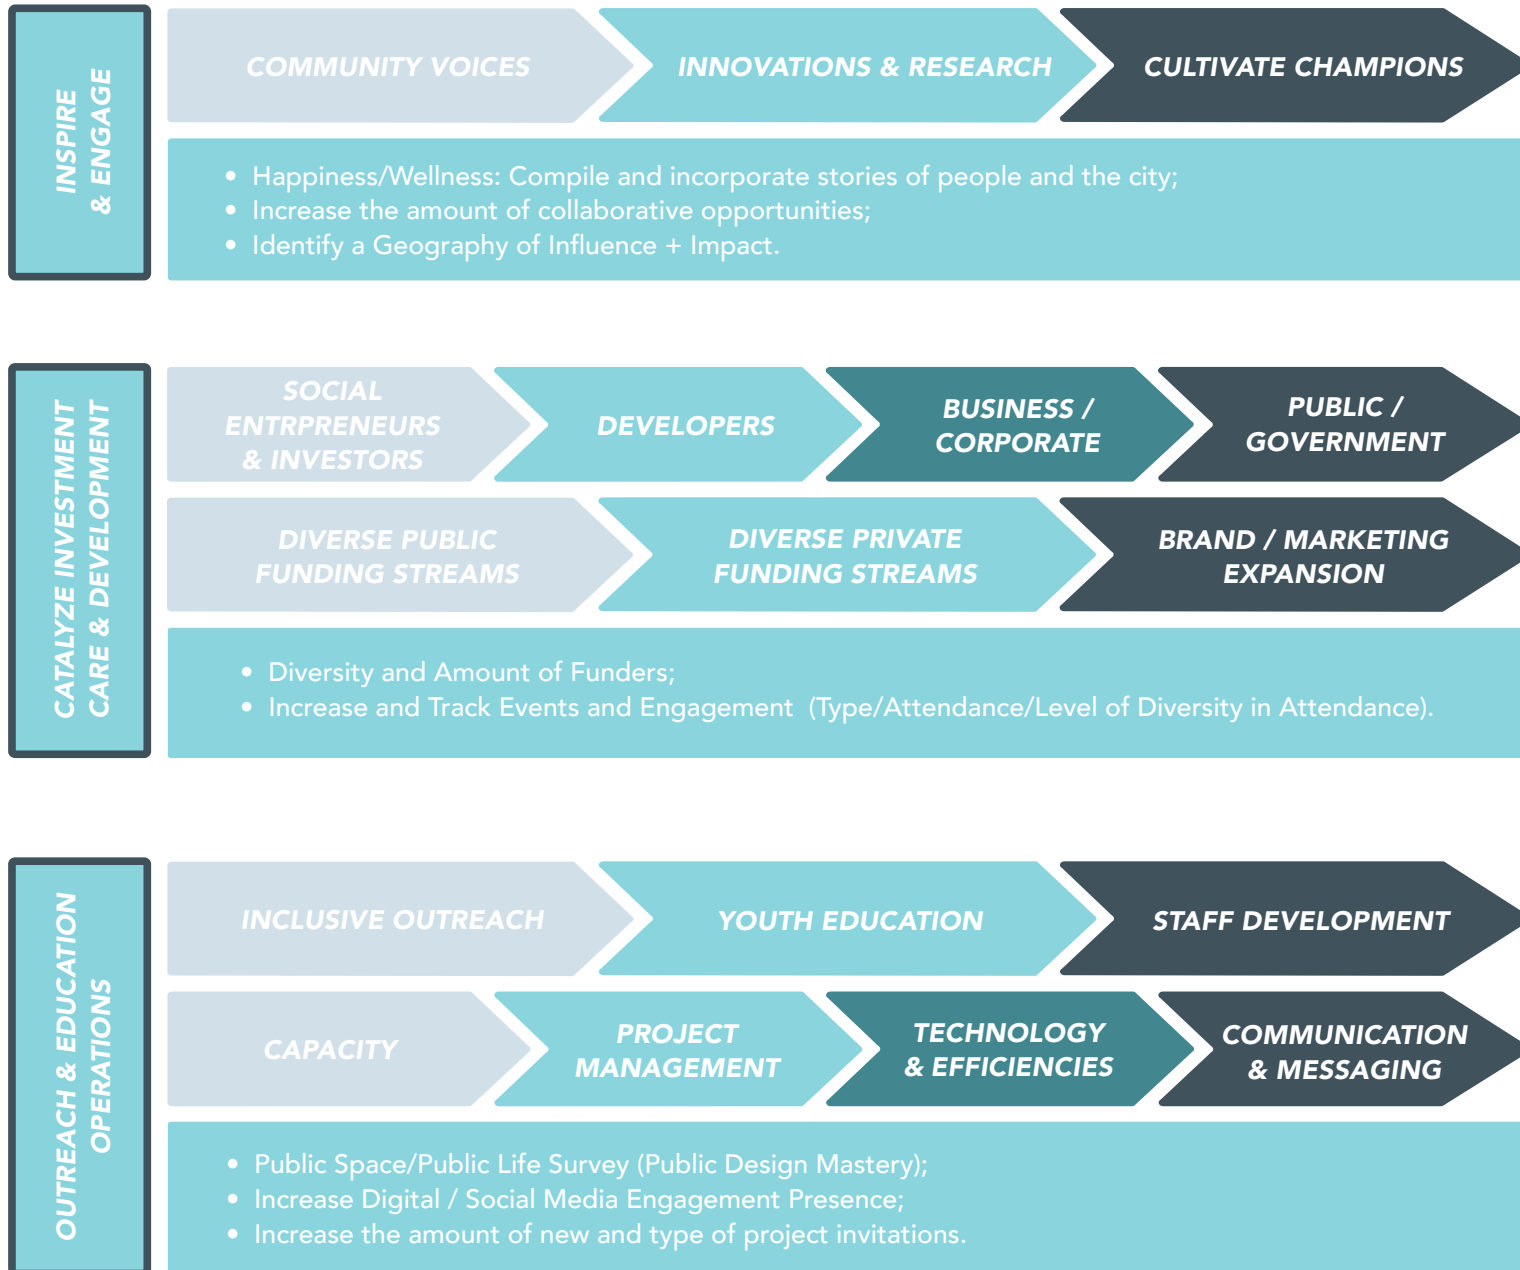 INSPIRE
& ENGAGE
COMMUNITY VOICES
INNOVATIONS & RESEARCH
CULTIVATE CHAMPIONS
• Happiness/Wellness: Compile and incorporate stories of people and the city;
• Increase the amount of collaborative opportunities;
• Identify a Geography of Influence + Impact.
CATALYZE INVESTMENT
CARE & DEVELOPMENT
SOCIAL
ENTRPRENEURS
& INVESTORS
DEVELOPERS
BUSINESS /
CORPORATE
PUBLIC /
GOVERNMENT
DIVERSE PUBLIC
FUNDING STREAMS
DIVERSE PRIVATE
FUNDING STREAMS
BRAND / MARKETING
EXPANSION
• Diversity and Amount of Funders;
• Increase and Track Events and Engagement (Type/Attendance/Level of Diversity in Attendance).
OUTREACH & EDUCATION
OPERATIONS
INCLUSIVE OUTREACH
YOUTH EDUCATION
STAFF DEVELOPMENT
CAPACITY
PROJECT
MANAGEMENT
TECHNOLOGY
& EFFICIENCIES
COMMUNICATION
& MESSAGING
• Public Space/Public Life Survey (Public Design Mastery);
• Increase Digital / Social Media Engagement Presence;
• Increase the amount of new and type of project invitations.